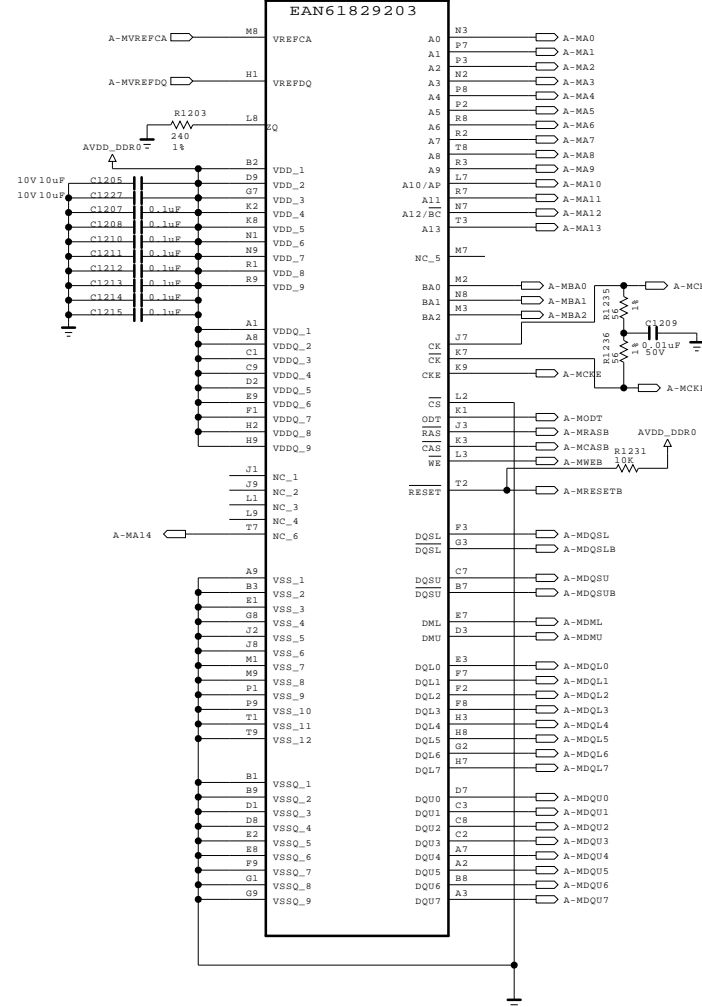 EAN61829203
A-MVREFCA M8 VREFCA
A-MVREFDQ H1 VREFDQ
R1203 L8 ZQ
240
1%
AVDD_DDR0
B2 VDD_1
10V 10uF C1205 D9 VDD_2
10V 10uF C1227 G7 VDD_3
C1207 0.1uF K2 VDD_4
C1208 0.1uF K8 VDD_5
C1210 0.1uF N1 VDD_6
C1211 0.1uF N9 VDD_7
C1212 0.1uF R1 VDD_8
C1213 0.1uF R9 VDD_9
C1214 0.1uF
C1215 0.1uF
A1 VDDQ_1
A8 VDDQ_2
C1 VDDQ_3
C9 VDDQ_4
D2 VDDQ_5
E9 VDDQ_6
F1 VDDQ_7
H2 VDDQ_8
H9 VDDQ_9
J1 NC_1
J9 NC_2
L1 NC_3
L9 NC_4
A-MA14 T7 NC_6
A9 VSS_1
B3 VSS_2
E1 VSS_3
G8 VSS_4
J2 VSS_5
J8 VSS_6
M1 VSS_7
M9 VSS_8
P1 VSS_9
P9 VSS_10
T1 VSS_11
T9 VSS_12
B1 VSSQ_1
B9 VSSQ_2
D1 VSSQ_3
D8 VSSQ_4
E2 VSSQ_5
E8 VSSQ_6
F9 VSSQ_7
G1 VSSQ_8
G9 VSSQ_9
A0 N3 A-MA0
A1 P7 A-MA1
A2 P3 A-MA2
A3 N2 A-MA3
A4 P8 A-MA4
A5 P2 A-MA5
A6 R8 A-MA6
A7 R2 A-MA7
A8 T8 A-MA8
A9 R3 A-MA9
A10/AP L7 A-MA10
A11 R7 A-MA11
A12/BC N7 A-MA12
A13 T3 A-MA13
NC_5 M7
BA0 M2 A-MBA0
BA1 N8 A-MBA1
BA2 M3 A-MBA2
A-MCK
R1235
56
1%
C1209
0.01uF
50V
R1236
56
1%
CK J7
CK K7
CKE K9 A-MCKE
A-MCKB
CS L2
ODT K1 A-MODT
RAS J3 A-MRASB
CAS K3 A-MCASB
WE L3 A-MWEB
AVDD_DDR0
R1231
10K
RESET T2 A-MRESETB
DQSL F3 A-MDQSL
DQSL G3 A-MDQSLB
DQSU C7 A-MDQSU
DQSU B7 A-MDQSUB
DML E7 A-MDML
DMU D3 A-MDMU
DQL0 E3 A-MDQL0
DQL1 F7 A-MDQL1
DQL2 F2 A-MDQL2
DQL3 F8 A-MDQL3
DQL4 H3 A-MDQL4
DQL5 H8 A-MDQL5
DQL6 G2 A-MDQL6
DQL7 H7 A-MDQL7
DQU0 D7 A-MDQU0
DQU1 C3 A-MDQU1
DQU2 C8 A-MDQU2
DQU3 C2 A-MDQU3
DQU4 A7 A-MDQU4
DQU5 A2 A-MDQU5
DQU6 B8 A-MDQU6
DQU7 A3 A-MDQU7